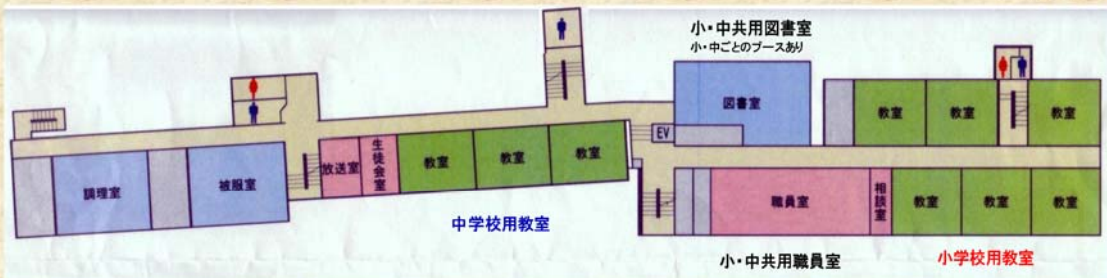 小・中共用図書室
小・中ごとのブースあり
図書室
EV
教室
教室
教室
調理室
被服室
放送室
生徒会室
教室
教室
教室
職員室
相談室
教室
教室
教室
中学校用教室
小・中共用職員室
小学校用教室